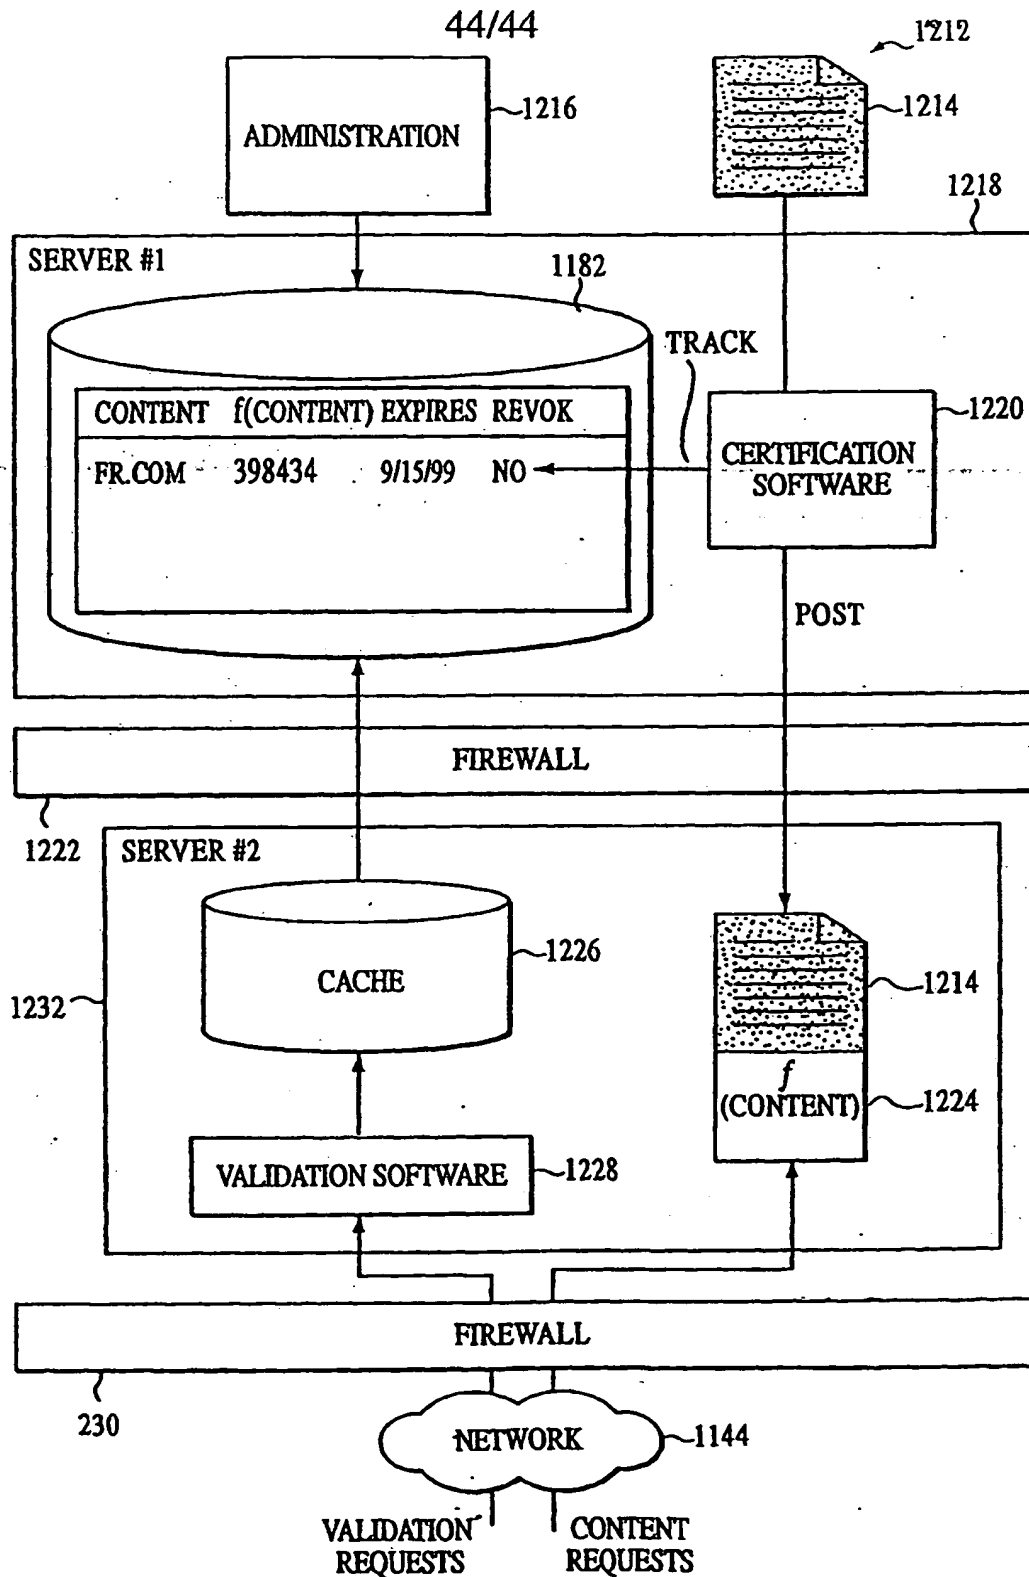 44/44
1212
ADMINISTRATION
1216
1214
1218
SERVER #1
1182
TRACK
CONTENT f(CONTENT) EXPIRES REVOK
FR.COM 398434 9/15/99 NO
CERTIFICATION
SOFTWARE
1220
POST
FIREWALL
1222
SERVER #2
CACHE
1226
1214
1232
f
(CONTENT)
1224
VALIDATION SOFTWARE
1228
FIREWALL
230
NETWORK
1144
VALIDATION
REQUESTS
CONTENT
REQUESTS